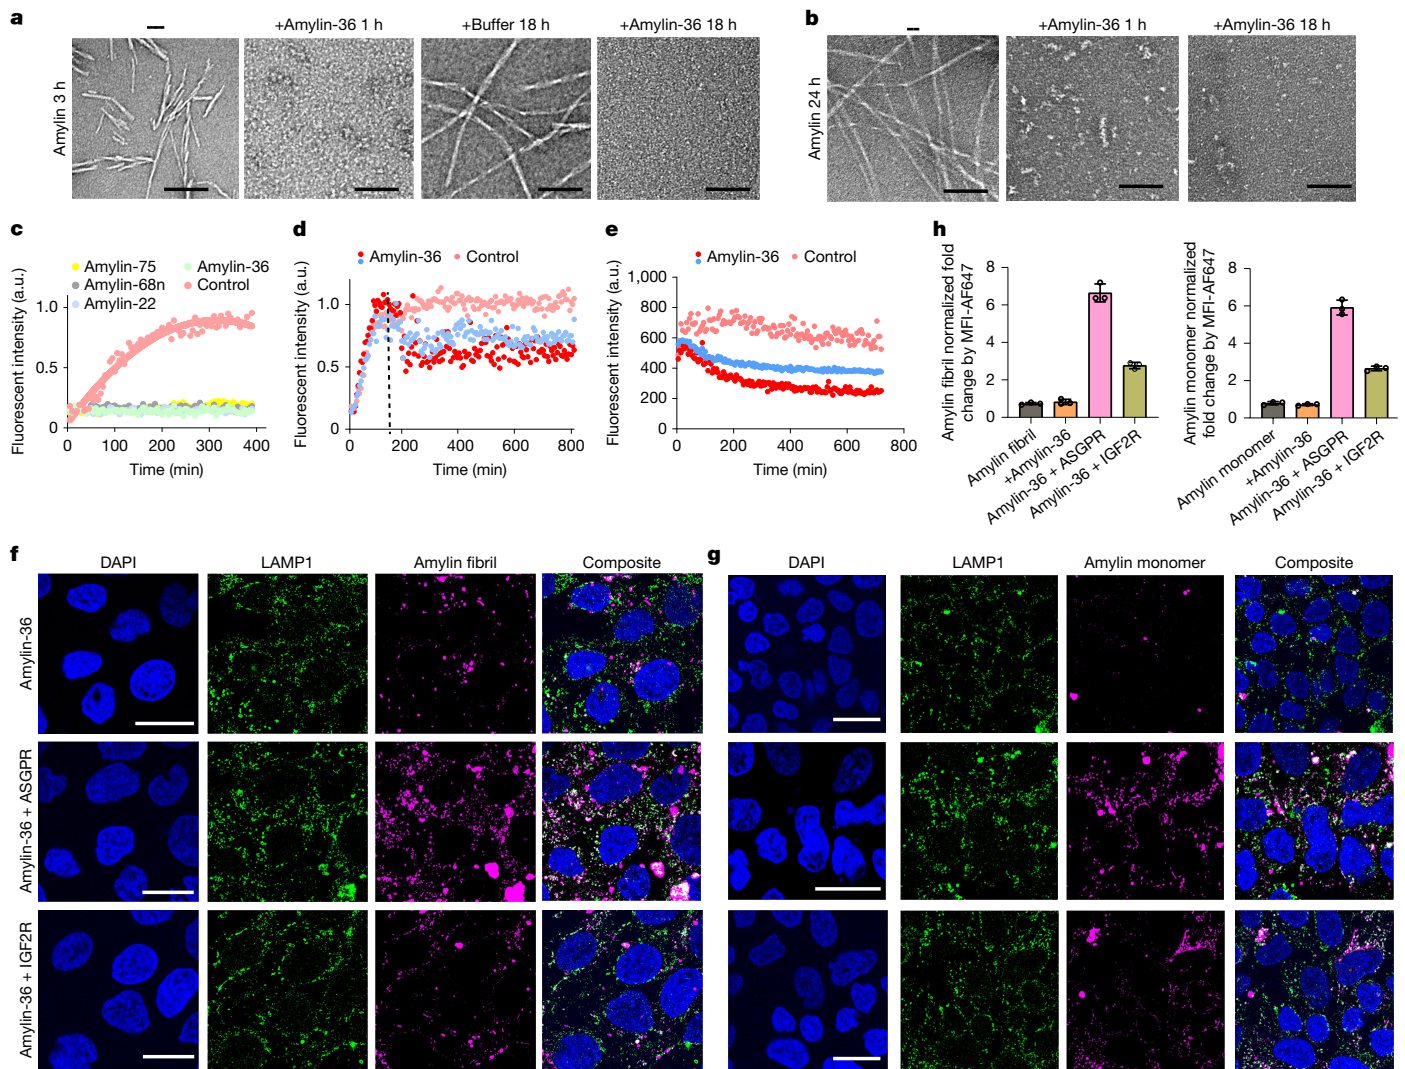 a
b
— +Amylin-36 1 h +Buffer 18 h +Amylin-36 18 h
-- +Amylin-36 1 h +Amylin-36 18 h
Amylin 3 h
Amylin 24 h
c
Amylin-75 Amylin-36
Amylin-68n Control
Amylin-22
Fluorescent intensity (a.u.)
1.0
0.5
0
0 100 200 300 400
Time (min)
d
Amylin-36 Control
Fluorescent intensity (a.u.)
1.0
0.5
0
0 200 400 600 800
Time (min)
e
Amylin-36 Control
Fluorescent intensity (a.u.)
1,000
800
600
400
200
0
0 200 400 600 800
Time (min)
h
Amylin fibril normalized fold
change by MFI-AF647
8
6
4
2
0
Amylin fibril
+Amylin-36
Amylin-36 + ASGPR
Amylin-36 + IGF2R
Amylin monomer normalized
fold change by MFI-AF647
8
6
4
2
0
Amylin monomer
+Amylin-36
Amylin-36 + ASGPR
Amylin-36 + IGF2R
f
DAPI LAMP1 Amylin fibril Composite
Amylin-36
Amylin-36 + ASGPR
Amylin-36 + IGF2R
g
DAPI LAMP1 Amylin monomer Composite